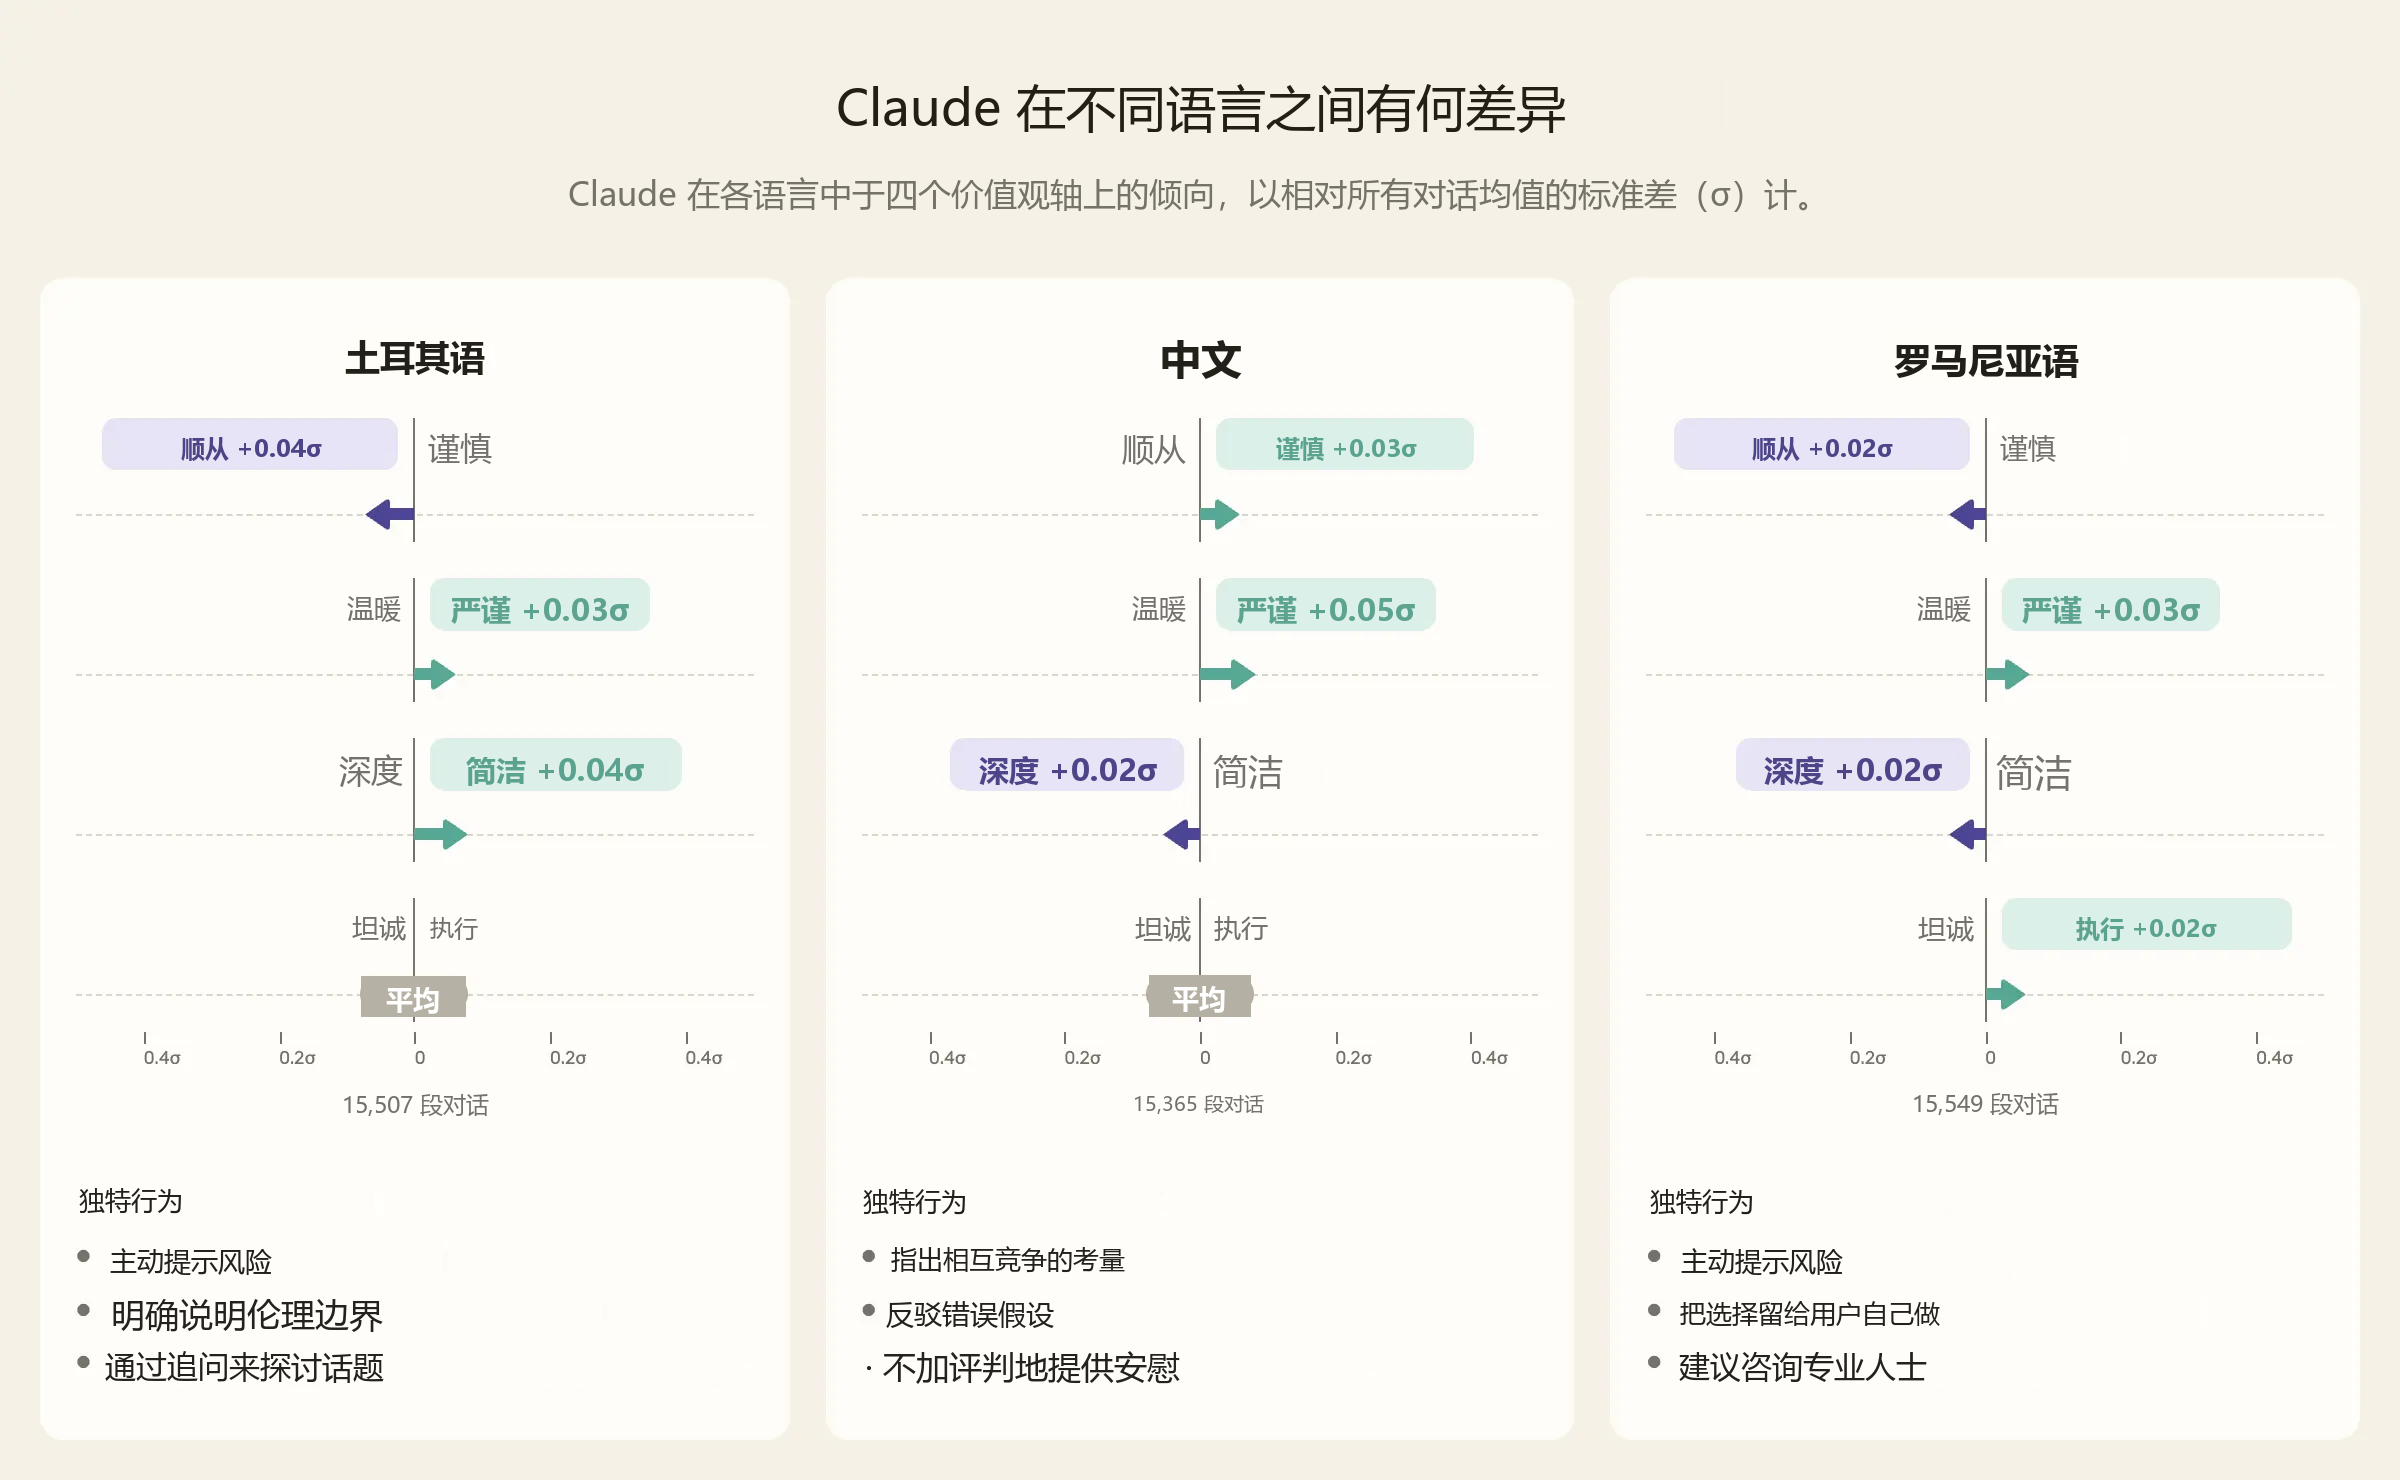 Claude 在不同语言之间有何差异
Claude 在各语言中于四个价值观轴上的倾向，以相对所有对话均值的标准差（σ）计。
土耳其语
顺从 +0.04σ 谨慎
温暖 严谨 +0.03σ
深度 简洁 +0.04σ
坦诚 执行
平均
0.4σ 0.2σ 0 0.2σ 0.4σ
15,507 段对话
独特行为
• 主动提示风险
• 明确说明伦理边界
• 通过追问来探讨话题
中文
顺从 谨慎 +0.03σ
温暖 严谨 +0.05σ
深度 +0.02σ 简洁
坦诚 执行
平均
0.4σ 0.2σ 0 0.2σ 0.4σ
15,365 段对话
独特行为
• 指出相互竞争的考量
• 反驳错误假设
· 不加评判地提供安慰
罗马尼亚语
顺从 +0.02σ 谨慎
温暖 严谨 +0.03σ
深度 +0.02σ 简洁
坦诚 执行 +0.02σ
0.4σ 0.2σ 0 0.2σ 0.4σ
15,549 段对话
独特行为
• 主动提示风险
• 把选择留给用户自己做
• 建议咨询专业人士